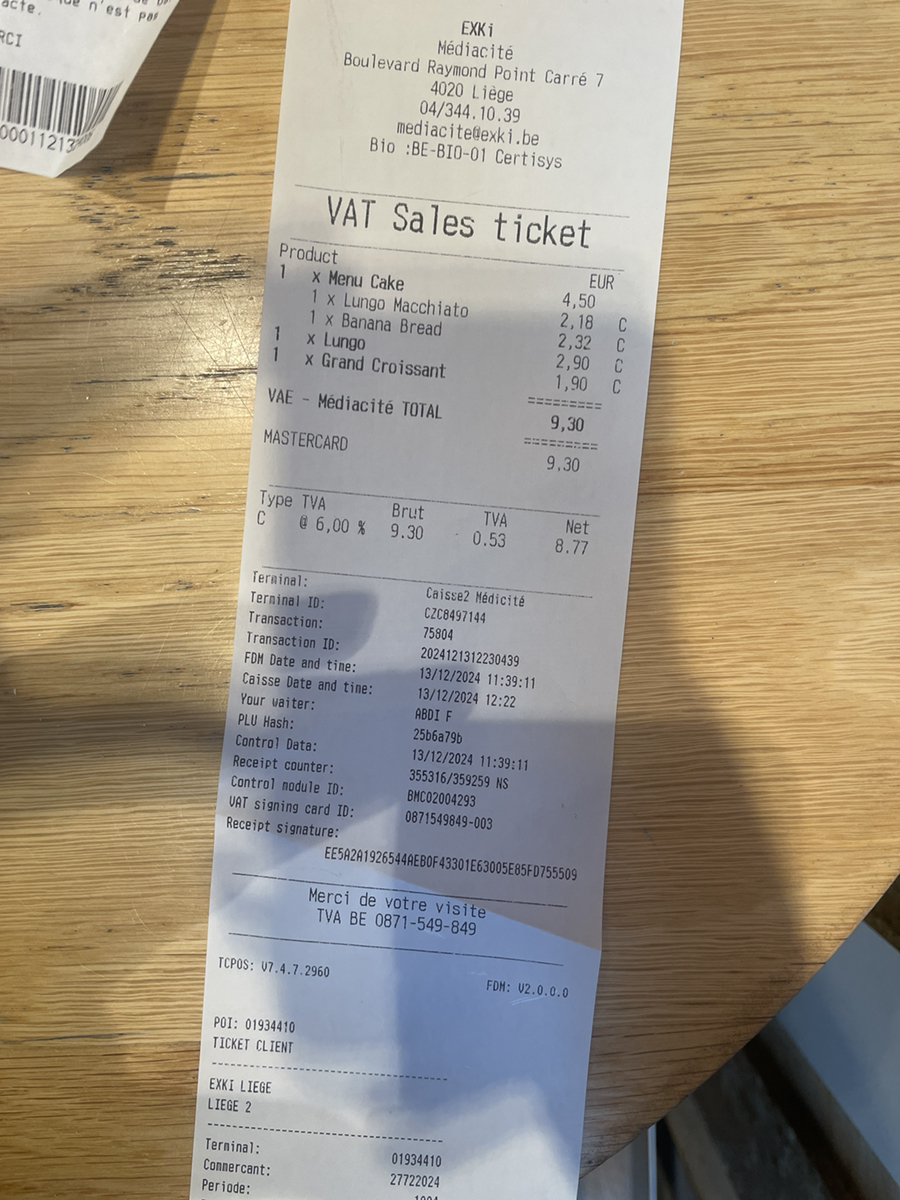 acte.
n'est pas
RCI
EXKi
Médiacité
Boulevard Raymond Point Carré 7
4020 Liège
04/344.10.39
mediacite@exki.be
Bio :BE-BIO-01 Certisys
VAT Sales ticket
Product EUR
1 x Menu Cake 4,50
1 x Lungo Macchiato 2,18 C
1 x Banana Bread 2,32 C
1 x Lungo 2,90 C
1 x Grand Croissant 1,90 C
=========
VAE - Médiacité TOTAL 9,30
=========
MASTERCARD 9.30
Type TVA Brut TVA Net
C @ 6,00 % 9.30 0.53 8.77
Terminal: Caisse2 Médicité
Terminal ID: CZC8497144
Transaction: 75804
Transaction ID: 2024121312230439
FDM Date and time: 13/12/2024 11:39:11
Caisse Date and time: 13/12/2024 12:22
Your waiter: ABDI F
PLU Hash: 25b6a79b
Control Data: 13/12/2024 11:39:11
Receipt counter: 355316/359259 NS
Control module ID: BMC02004293
VAT signing card ID: 0871549849-003
Receipt signature:
EE5A2A1926544AEB0F43301E63005E85FD755509
Merci de votre visite
TVA BE 0871-549-849
TCPOS: V7.4.7.2960 FDM: V2.0.0.0
POI: 01934410
TICKET CLIENT
EXKI LIEGE
LIEGE 2
Terminal: 01934410
Commercant: 27722024
Periode: